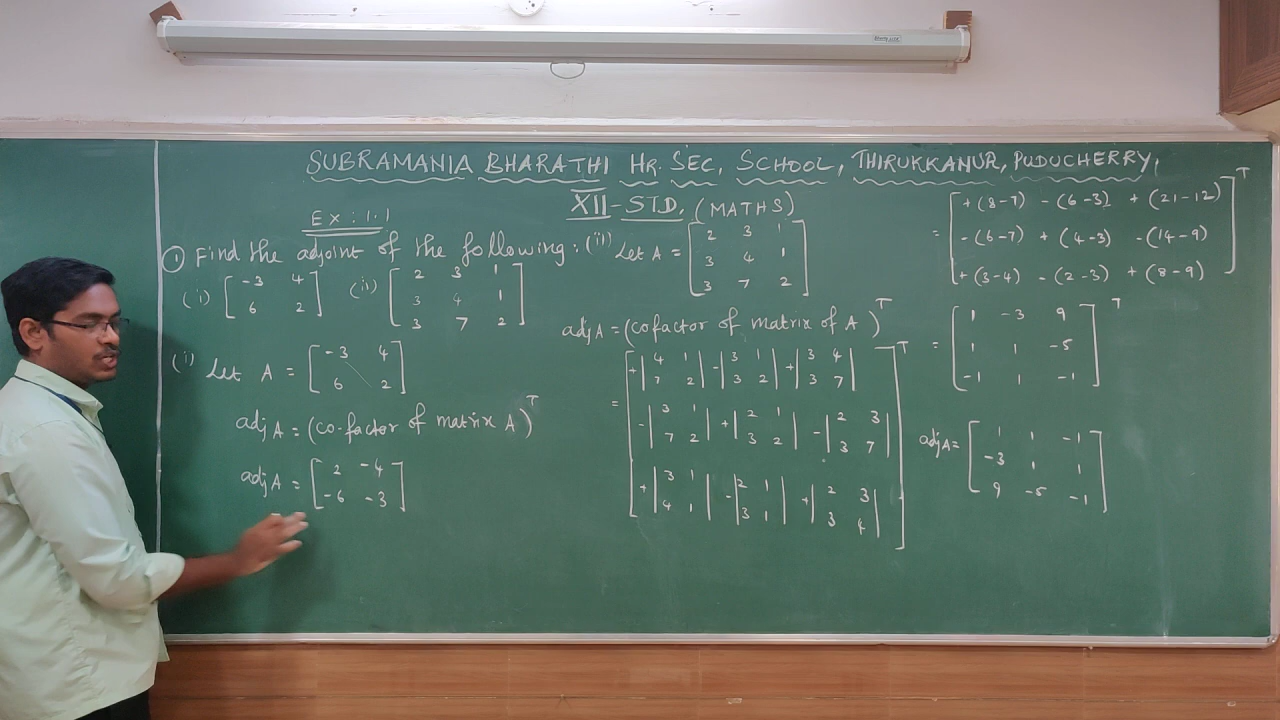 SUBRAMANIA BHARATHI HR. SEC, SCHOOL, THIRUKKANUR, PUDUCHERRY,
XII - STD. (MATHS)
Ex: 1.1
① Find the adjoint of the following:
(i) [ -3 4
6 2 ]
(ii) [ 2 3 1
3 4 1
3 7 2 ]
(i) Let A = [ -3 4
6 2 ]
adj A = (co-factor of matrix A)^T
adj A = [ 2 -4
-6 -3 ]
(ii) Let A = [ 2 3 1
3 4 1
3 7 2 ]
adj A = (cofactor of matrix of A)^T
= [ +|4 1| -|3 1| +|3 4|
|7 2| |3 2| |3 7|
-|3 1| +|2 1| -|2 3|
|7 2| |3 2| |3 7|
+|3 1| -|2 1| +|2 3|
|4 1| |3 1| |3 4| ]^T
= [ +(8-7) -(6-3) +(21-12)
-(6-7) +(4-3) -(14-9)
+(3-4) -(2-3) +(8-9) ]^T
= [ 1 -3 9
1 1 -5
-1 1 -1 ]^T
adj A = [ 1 1 -1
-3 1 1
9 -5 -1 ]